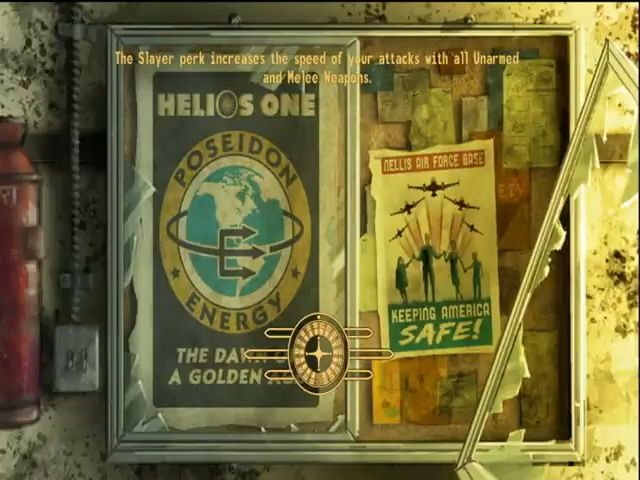 The Slayer perk increases the speed of your attacks with all Unarmed
and Melee Weapons.
HELIOS ONE
POSEIDON
ENERGY
THE DA
A GOLDEN
NELLIS AIR FORCE BASE
KEEPING AMERICA
SAFE!